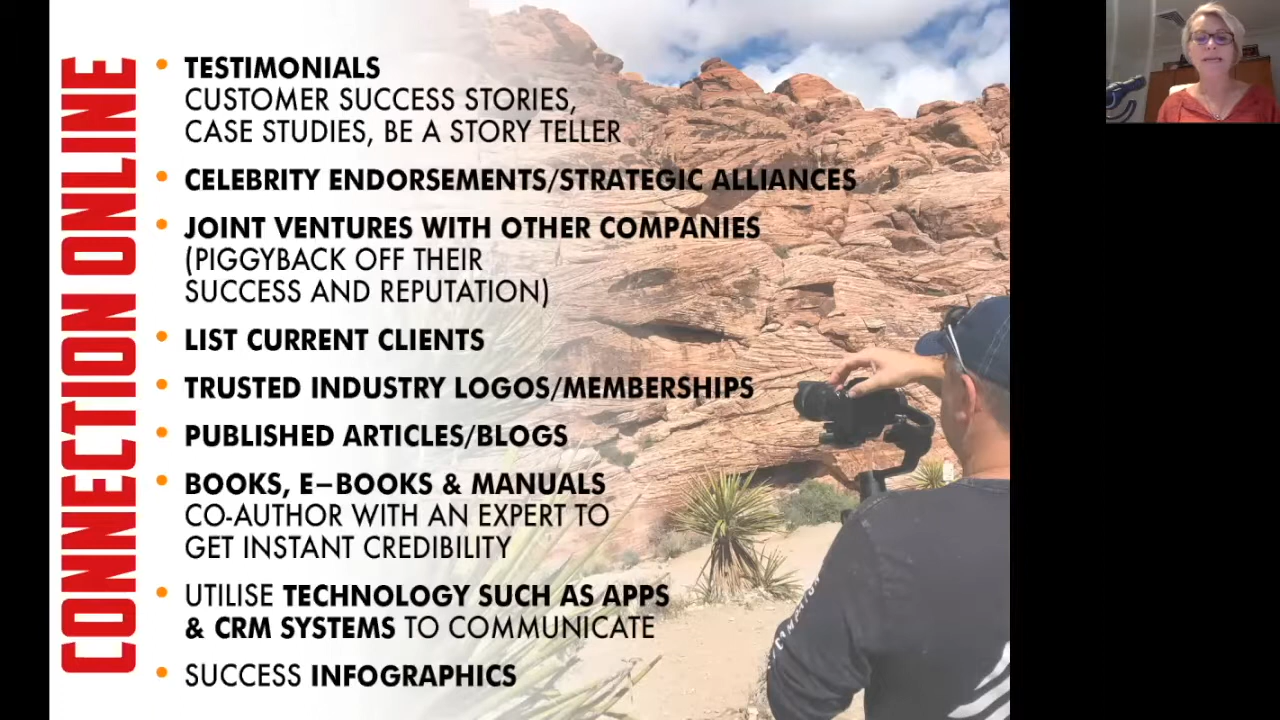 CONNECTION ONLINE
• TESTIMONIALS
CUSTOMER SUCCESS STORIES,
CASE STUDIES, BE A STORY TELLER
• CELEBRITY ENDORSEMENTS/STRATEGIC ALLIANCES
• JOINT VENTURES WITH OTHER COMPANIES
(PIGGYBACK OFF THEIR
SUCCESS AND REPUTATION)
• LIST CURRENT CLIENTS
• TRUSTED INDUSTRY LOGOS/MEMBERSHIPS
• PUBLISHED ARTICLES/BLOGS
• BOOKS, E–BOOKS & MANUALS
CO-AUTHOR WITH AN EXPERT TO
GET INSTANT CREDIBILITY
• UTILISE TECHNOLOGY SUCH AS APPS
& CRM SYSTEMS TO COMMUNICATE
• SUCCESS INFOGRAPHICS